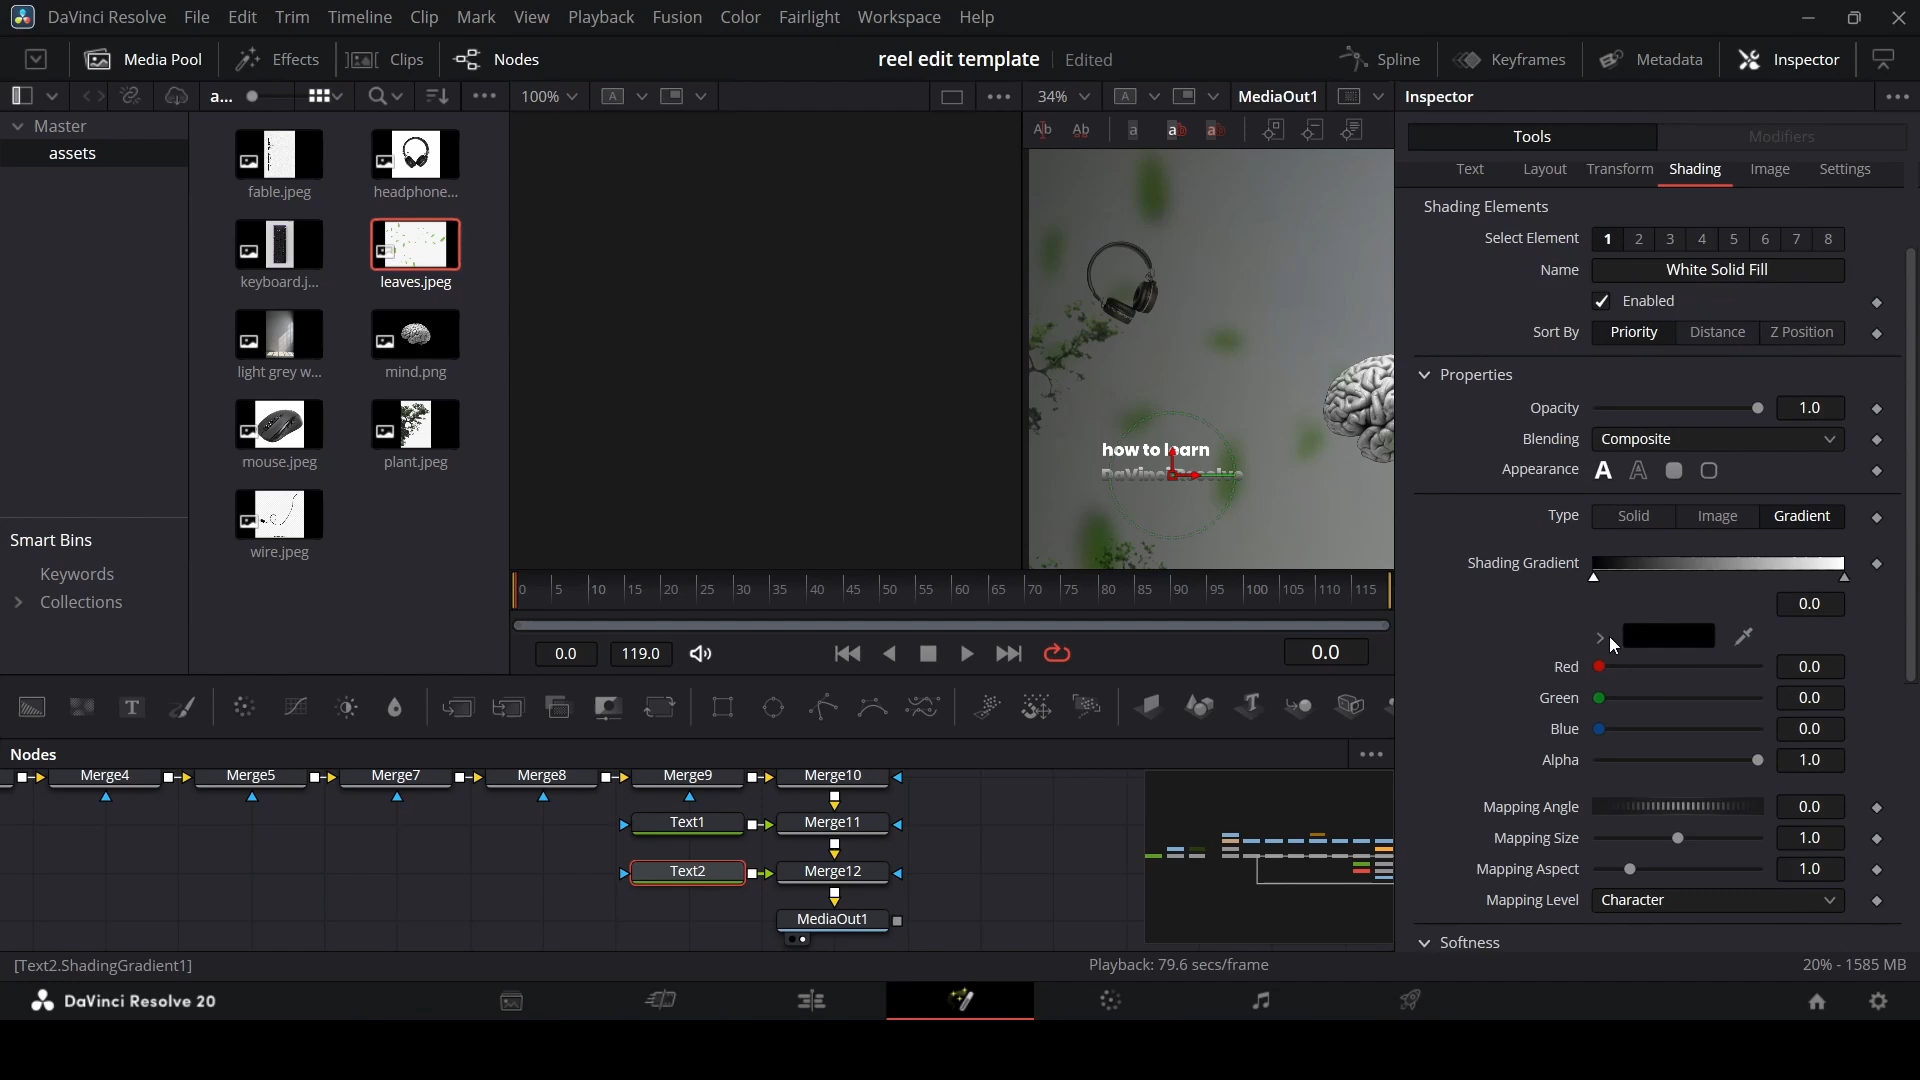 DaVinci Resolve File Edit Trim Timeline Clip Mark View Playback Fusion Color Fairlight Workspace Help
Media Pool Effects Clips Nodes reel edit template Edited Spline Keyframes Metadata Inspector
a... 100% A 34% A MediaOut1 Inspector
Master
assets
fable.jpeg headphone...
keyboard.j... leaves.jpeg
light grey w... mind.png
mouse.jpeg plant.jpeg
wire.jpeg
Smart Bins
Keywords
Collections
how to learn
DaVinci Resolve
Tools Modifiers
Text Layout Transform Shading Image Settings
Shading Elements
Select Element 1 2 3 4 5 6 7 8
Name White Solid Fill
Enabled
Sort By Priority Distance Z Position
Properties
Opacity 1.0
Blending Composite
Appearance A A
Type Solid Image Gradient
Shading Gradient
0.0
Red 0.0
Green 0.0
Blue 0.0
Alpha 1.0
Mapping Angle 0.0
Mapping Size 1.0
Mapping Aspect 1.0
Mapping Level Character
Softness
0 5 10 15 20 25 30 35 40 45 50 55 60 65 70 75 80 85 90 95 100 105 110 115
0.0 119.0 0.0
Nodes
Merge4 Merge5 Merge7 Merge8 Merge9 Merge10
Text1 Merge11
Text2 Merge12
MediaOut1
[Text2.ShadingGradient1] Playback: 79.6 secs/frame 20% - 1585 MB
DaVinci Resolve 20